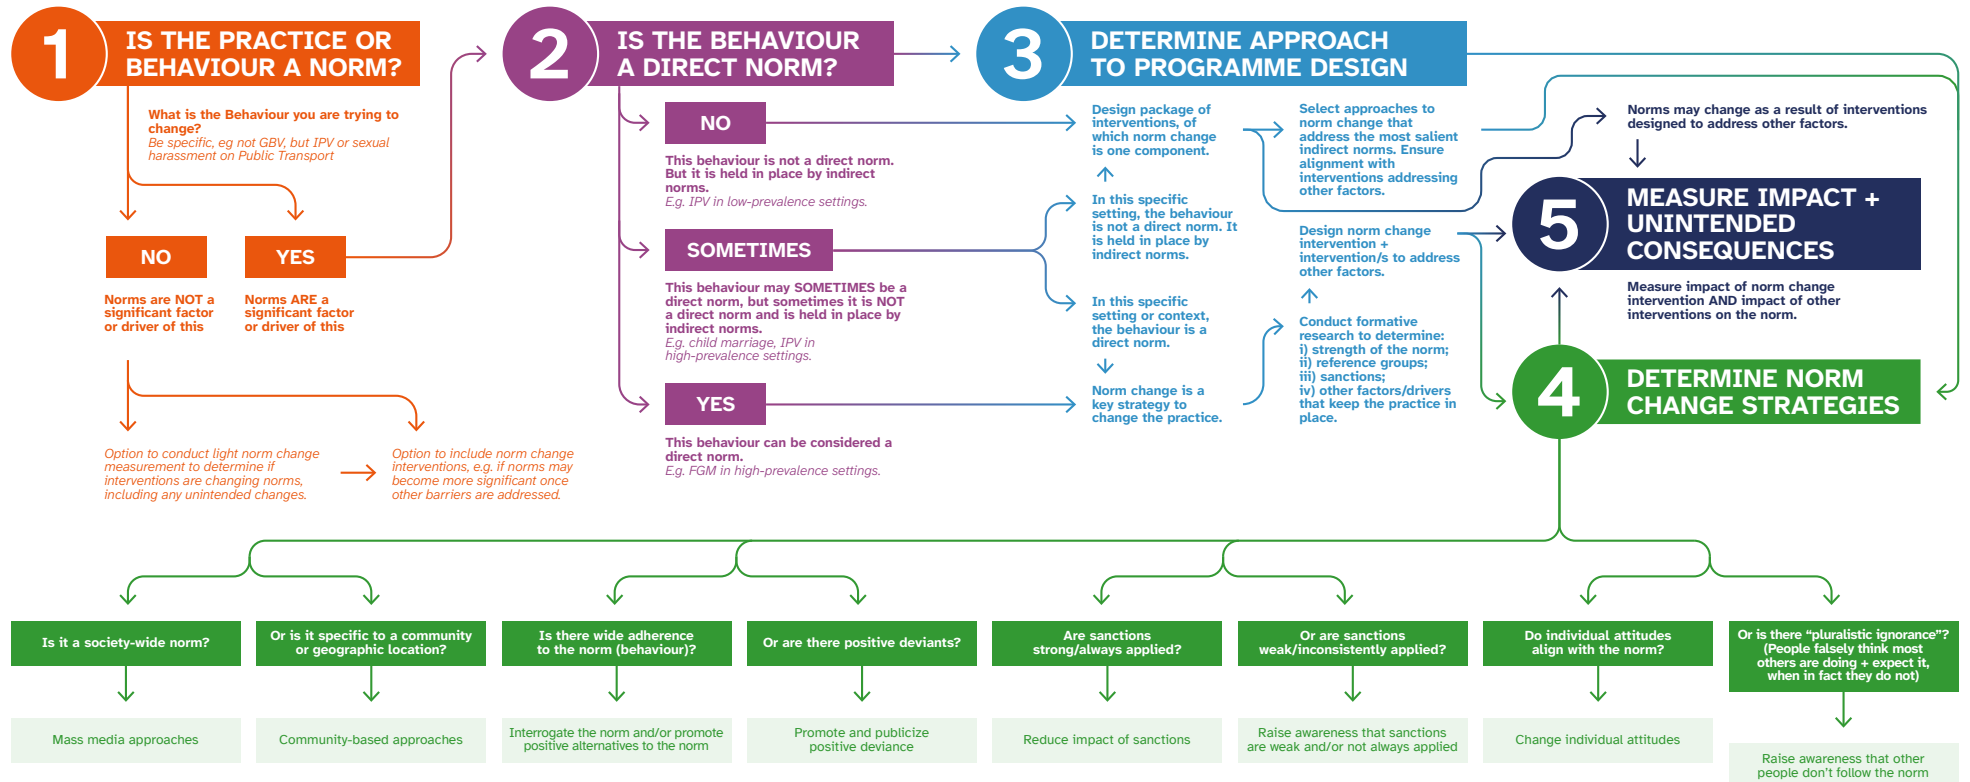 1
IS THE PRACTICE OR
BEHAVIOUR A NORM?
What is the Behaviour you are trying to
change?
Be specific, eg not GBV, but IPV or sexual
harassment on Public Transport
NO
Norms are NOT a
significant factor
or driver of this
YES
Norms ARE a
significant factor
or driver of this
Option to conduct light norm change
measurement to determine if
interventions are changing norms,
including any unintended changes.
Option to include norm change
interventions, e.g. if norms may
become more significant once
other barriers are addressed.
2
IS THE BEHAVIOUR
A DIRECT NORM?
NO
This behaviour is not a direct norm.
But it is held in place by indirect
norms.
E.g. IPV in low-prevalence settings.
SOMETIMES
This behaviour may SOMETIMES be a
direct norm, but sometimes it is NOT
a direct norm and is held in place by
indirect norms.
E.g. child marriage, IPV in
high-prevalence settings.
YES
This behaviour can be considered a
direct norm.
E.g. FGM in high-prevalence settings.
3
DETERMINE APPROACH
TO PROGRAMME DESIGN
Design package of
interventions, of
which norm change
is one component.
In this specific
setting, the behaviour
is not a direct norm. It
is held in place by
indirect norms.
In this specific
setting or context,
the behaviour is a
direct norm.
Norm change is a
key strategy to
change the practice.
Select approaches to
norm change that
address the most salient
indirect norms. Ensure
alignment with
interventions addressing
other factors.
Design norm change
intervention +
intervention/s to address
other factors.
Conduct formative
research to determine:
i) strength of the norm;
ii) reference groups;
iii) sanctions;
iv) other factors/drivers
that keep the practice in
place.
Norms may change as a result of interventions
designed to address other factors.
5
MEASURE IMPACT +
UNINTENDED
CONSEQUENCES
Measure impact of norm change
intervention AND impact of other
interventions on the norm.
4
DETERMINE NORM
CHANGE STRATEGIES
Is it a society-wide norm?
Mass media approaches
Or is it specific to a community
or geographic location?
Community-based approaches
Is there wide adherence
to the norm (behaviour)?
Interrogate the norm and/or promote
positive alternatives to the norm
Or are there positive deviants?
Promote and publicize
positive deviance
Are sanctions
strong/always applied?
Reduce impact of sanctions
Or are sanctions
weak/inconsistently applied?
Raise awareness that sanctions
are weak and/or not always applied
Do individual attitudes
align with the norm?
Change individual attitudes
Or is there “pluralistic ignorance”?
(People falsely think most
others are doing + expect it,
when in fact they do not)
Raise awareness that other
people don’t follow the norm